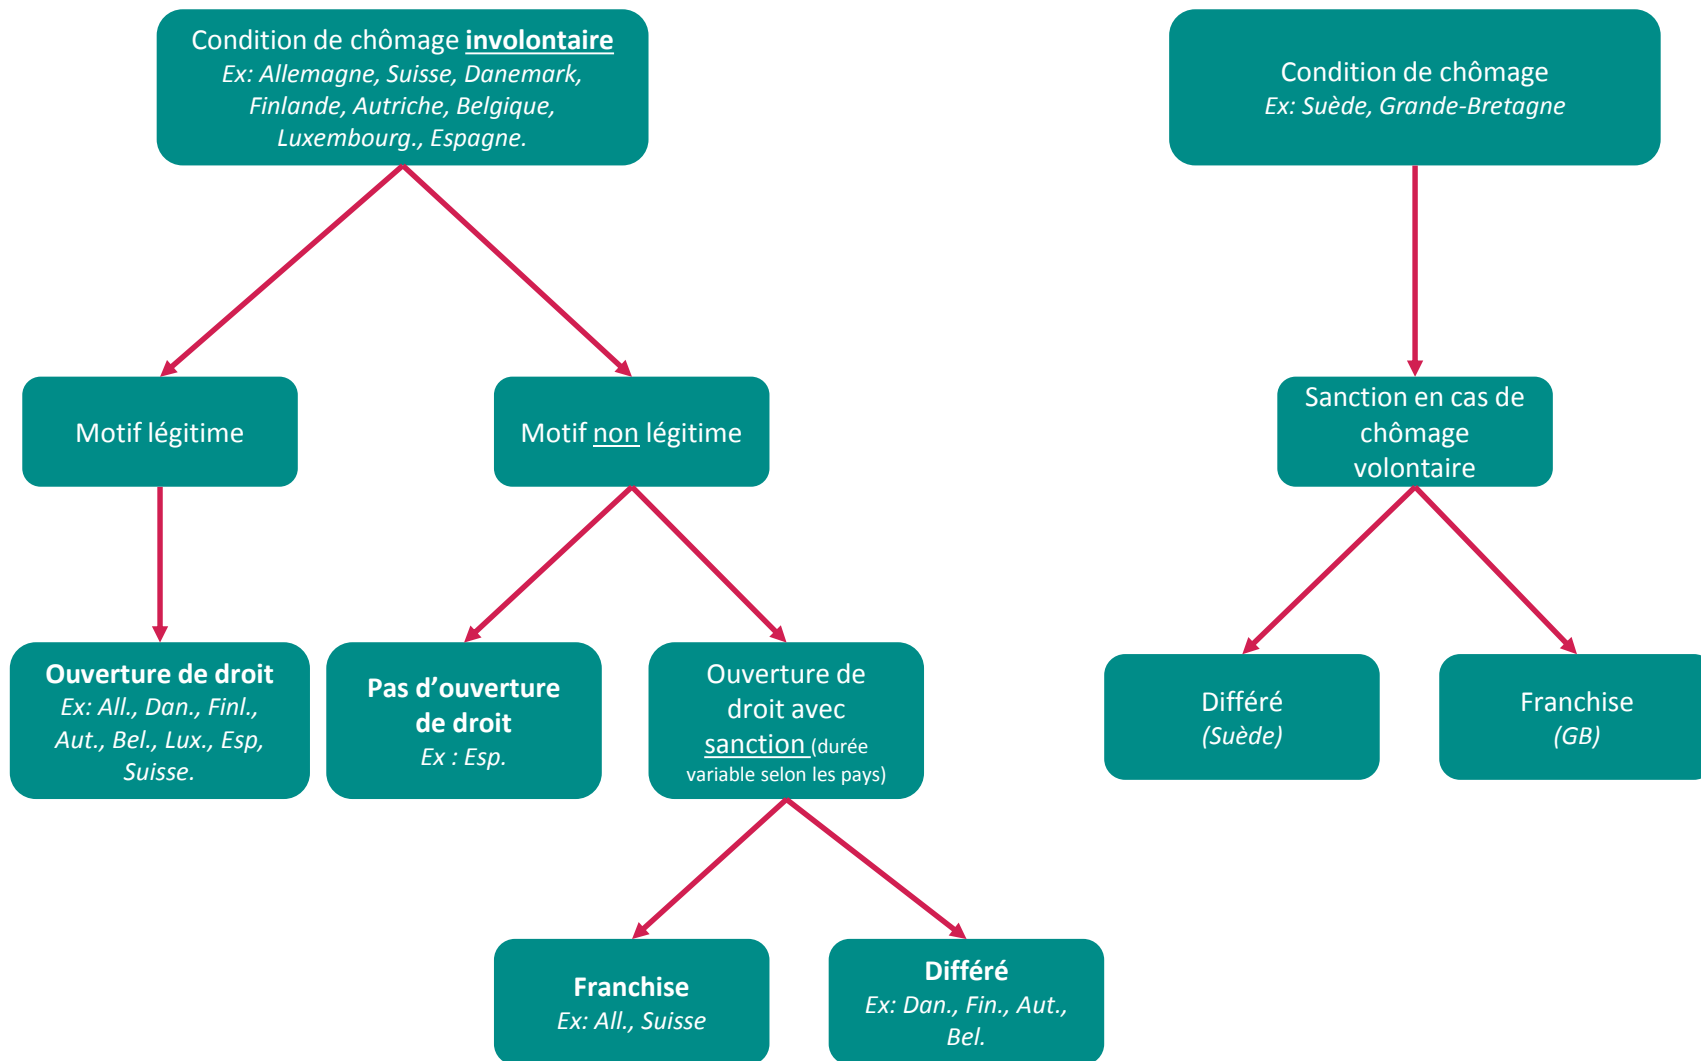 Condition de chômage involontaire
Ex: Allemagne, Suisse, Danemark,
Finlande, Autriche, Belgique,
Luxembourg., Espagne.
Condition de chômage
Ex: Suède, Grande-Bretagne
Motif légitime
Motif non légitime
Sanction en cas de
chômage
volontaire
Ouverture de droit
Ex: All., Dan., Finl.,
Aut., Bel., Lux., Esp,
Suisse.
Pas d’ouverture
de droit
Ex : Esp.
Ouverture de
droit avec
sanction (durée
variable selon les pays)
Différé
(Suède)
Franchise
(GB)
Franchise
Ex: All., Suisse
Différé
Ex: Dan., Fin., Aut.,
Bel.